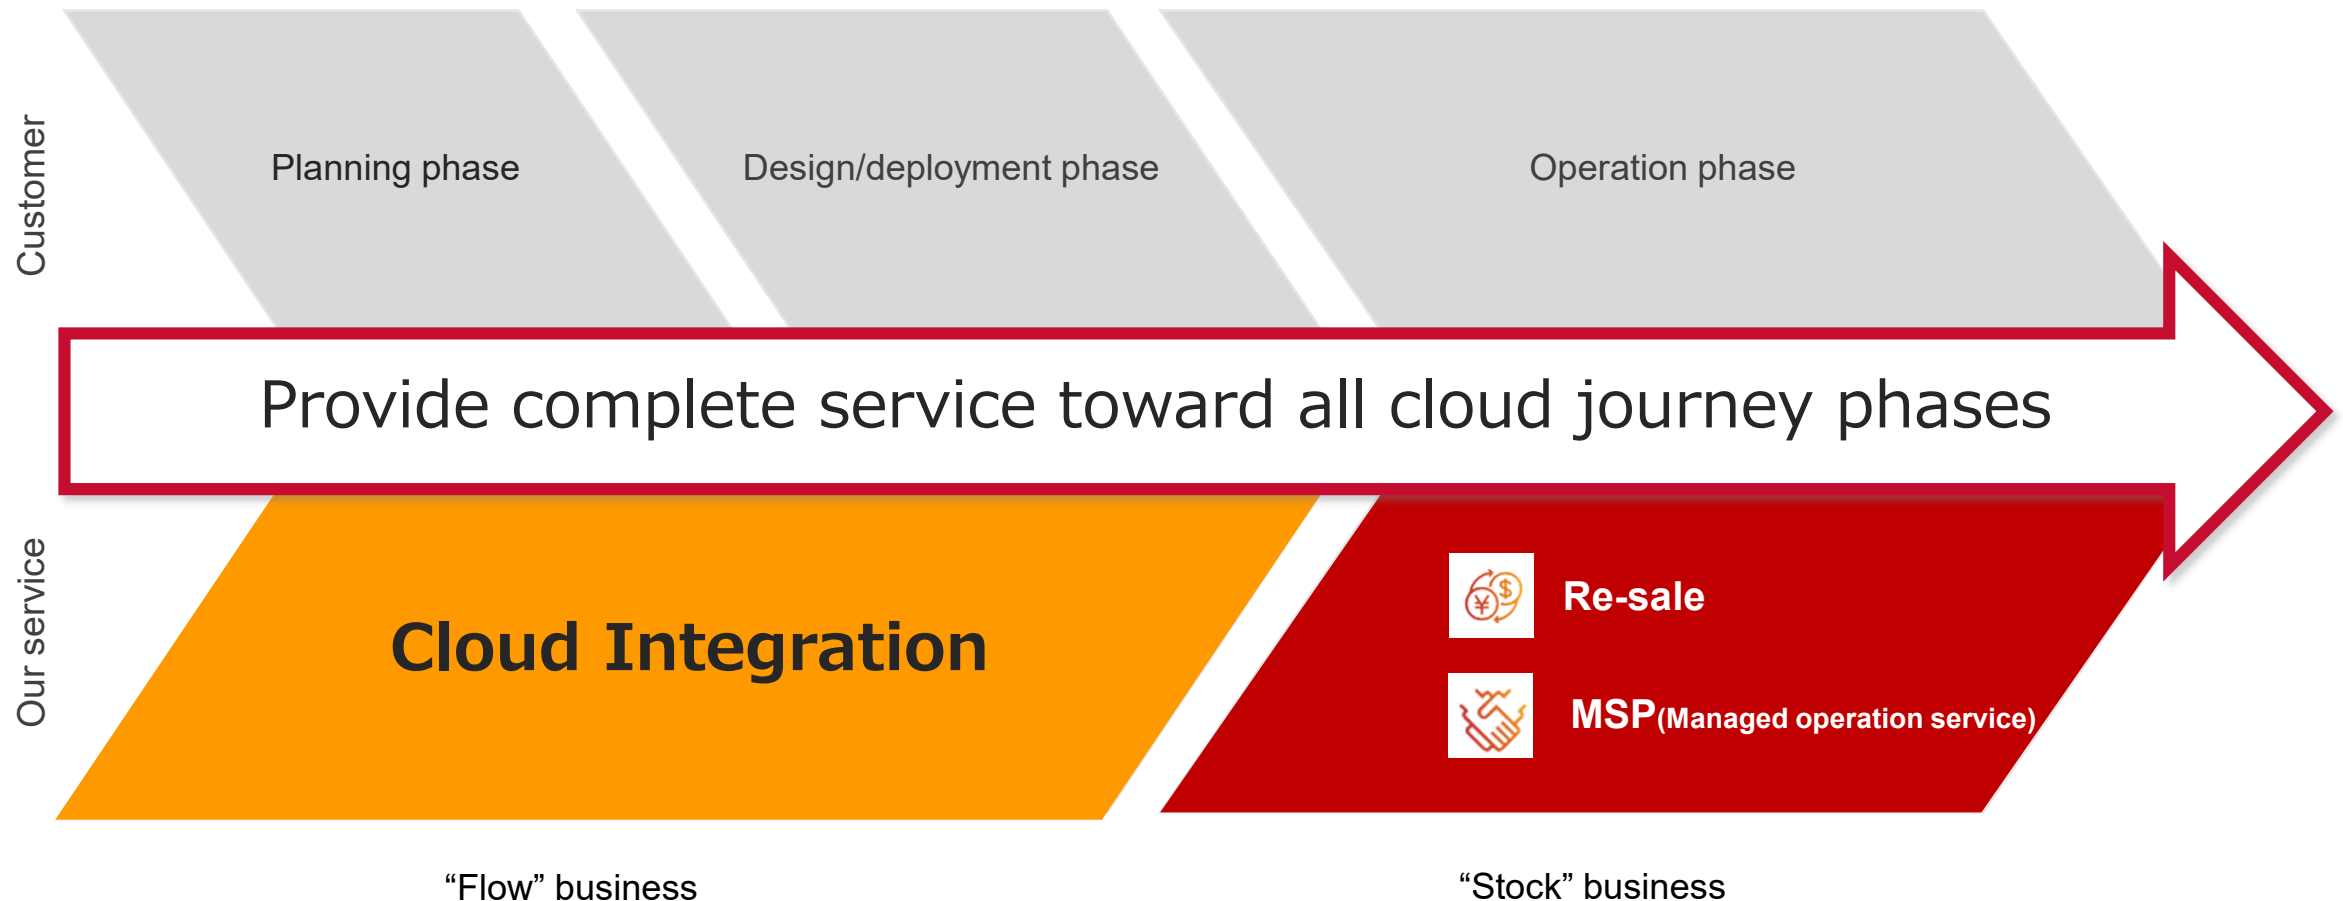 Customer
Planning phase
Design/deployment phase
Operation phase
Provide complete service toward all cloud journey phases
Our service
Cloud Integration
¥ $
Re-sale
MSP(Managed operation service)
“Flow” business
“Stock” business